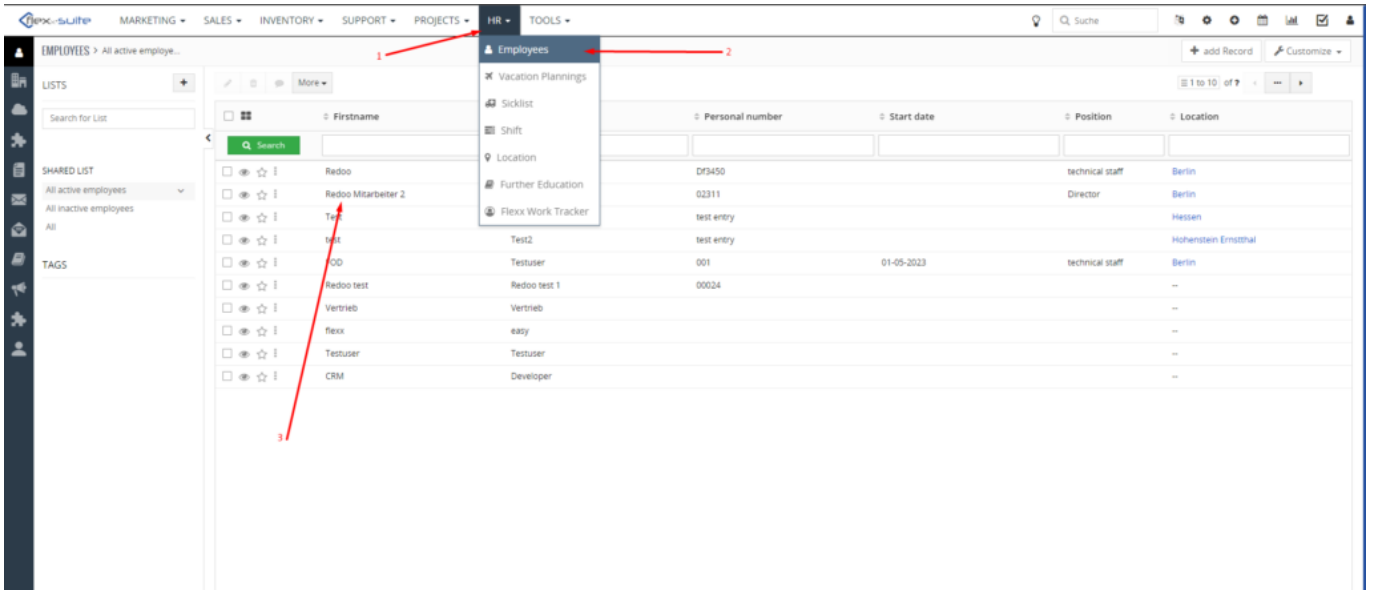 flex-suite MARKETING SALES INVENTORY SUPPORT PROJECTS HR TOOLS Suche
1
Employees
2
EMPLOYEES > All active employe...
+ add Record Customize
Vacation Plannings
LISTS + More 1 to 10 of ?
Sicklist
Search for List
Firstname Personal number Start date Position Location
Shift
Search
Location
SHARED LIST
Redoo Df3450 technical staff Berlin
Further Education
All active employees
Redoo Mitarbeiter 2 02311 Director Berlin
All inactive employees
Flexx Work Tracker
Test test entry Hessen
All
test Test2 test entry Hohenstein Ernstthal
TAGS
Testuser 001 01-05-2023 technical staff Berlin
Redoo test Redoo test 1 00024 --
Vertrieb Vertrieb --
flexx easy --
Testuser Testuser --
CRM Developer --
3